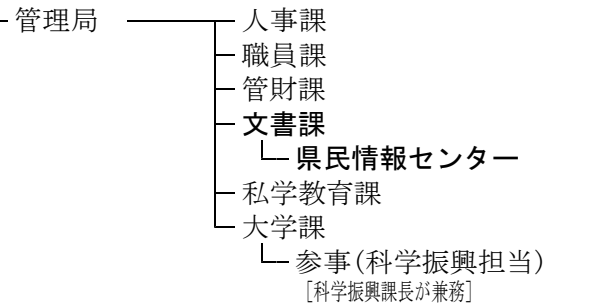 管理局
人事課
職員課
管財課
文書課
県民情報センター
私学教育課
大学課
参事(科学振興担当)
[科学振興課長が兼務]